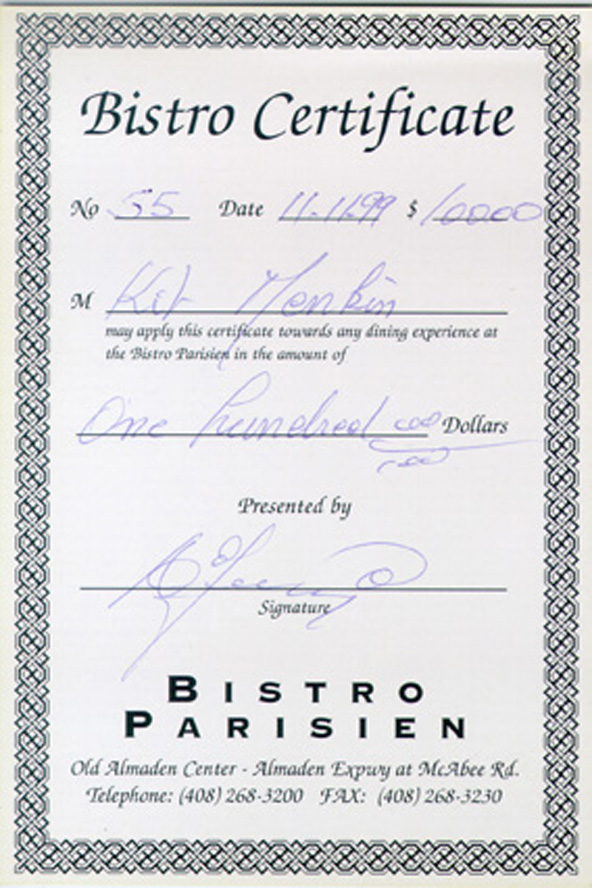 Bistro Certificate
No 55 Date 11-11-99 $ 100.00
M Kit Menkin
may apply this certificate towards any dining experience at
the Bistro Parisien in the amount of
One hundred 00/100 Dollars
Presented by
Signature
BISTRO
PARISIEN
Old Almaden Center - Almaden Expwy at McAbee Rd.
Telephone: (408) 268-3200 FAX: (408) 268-3230